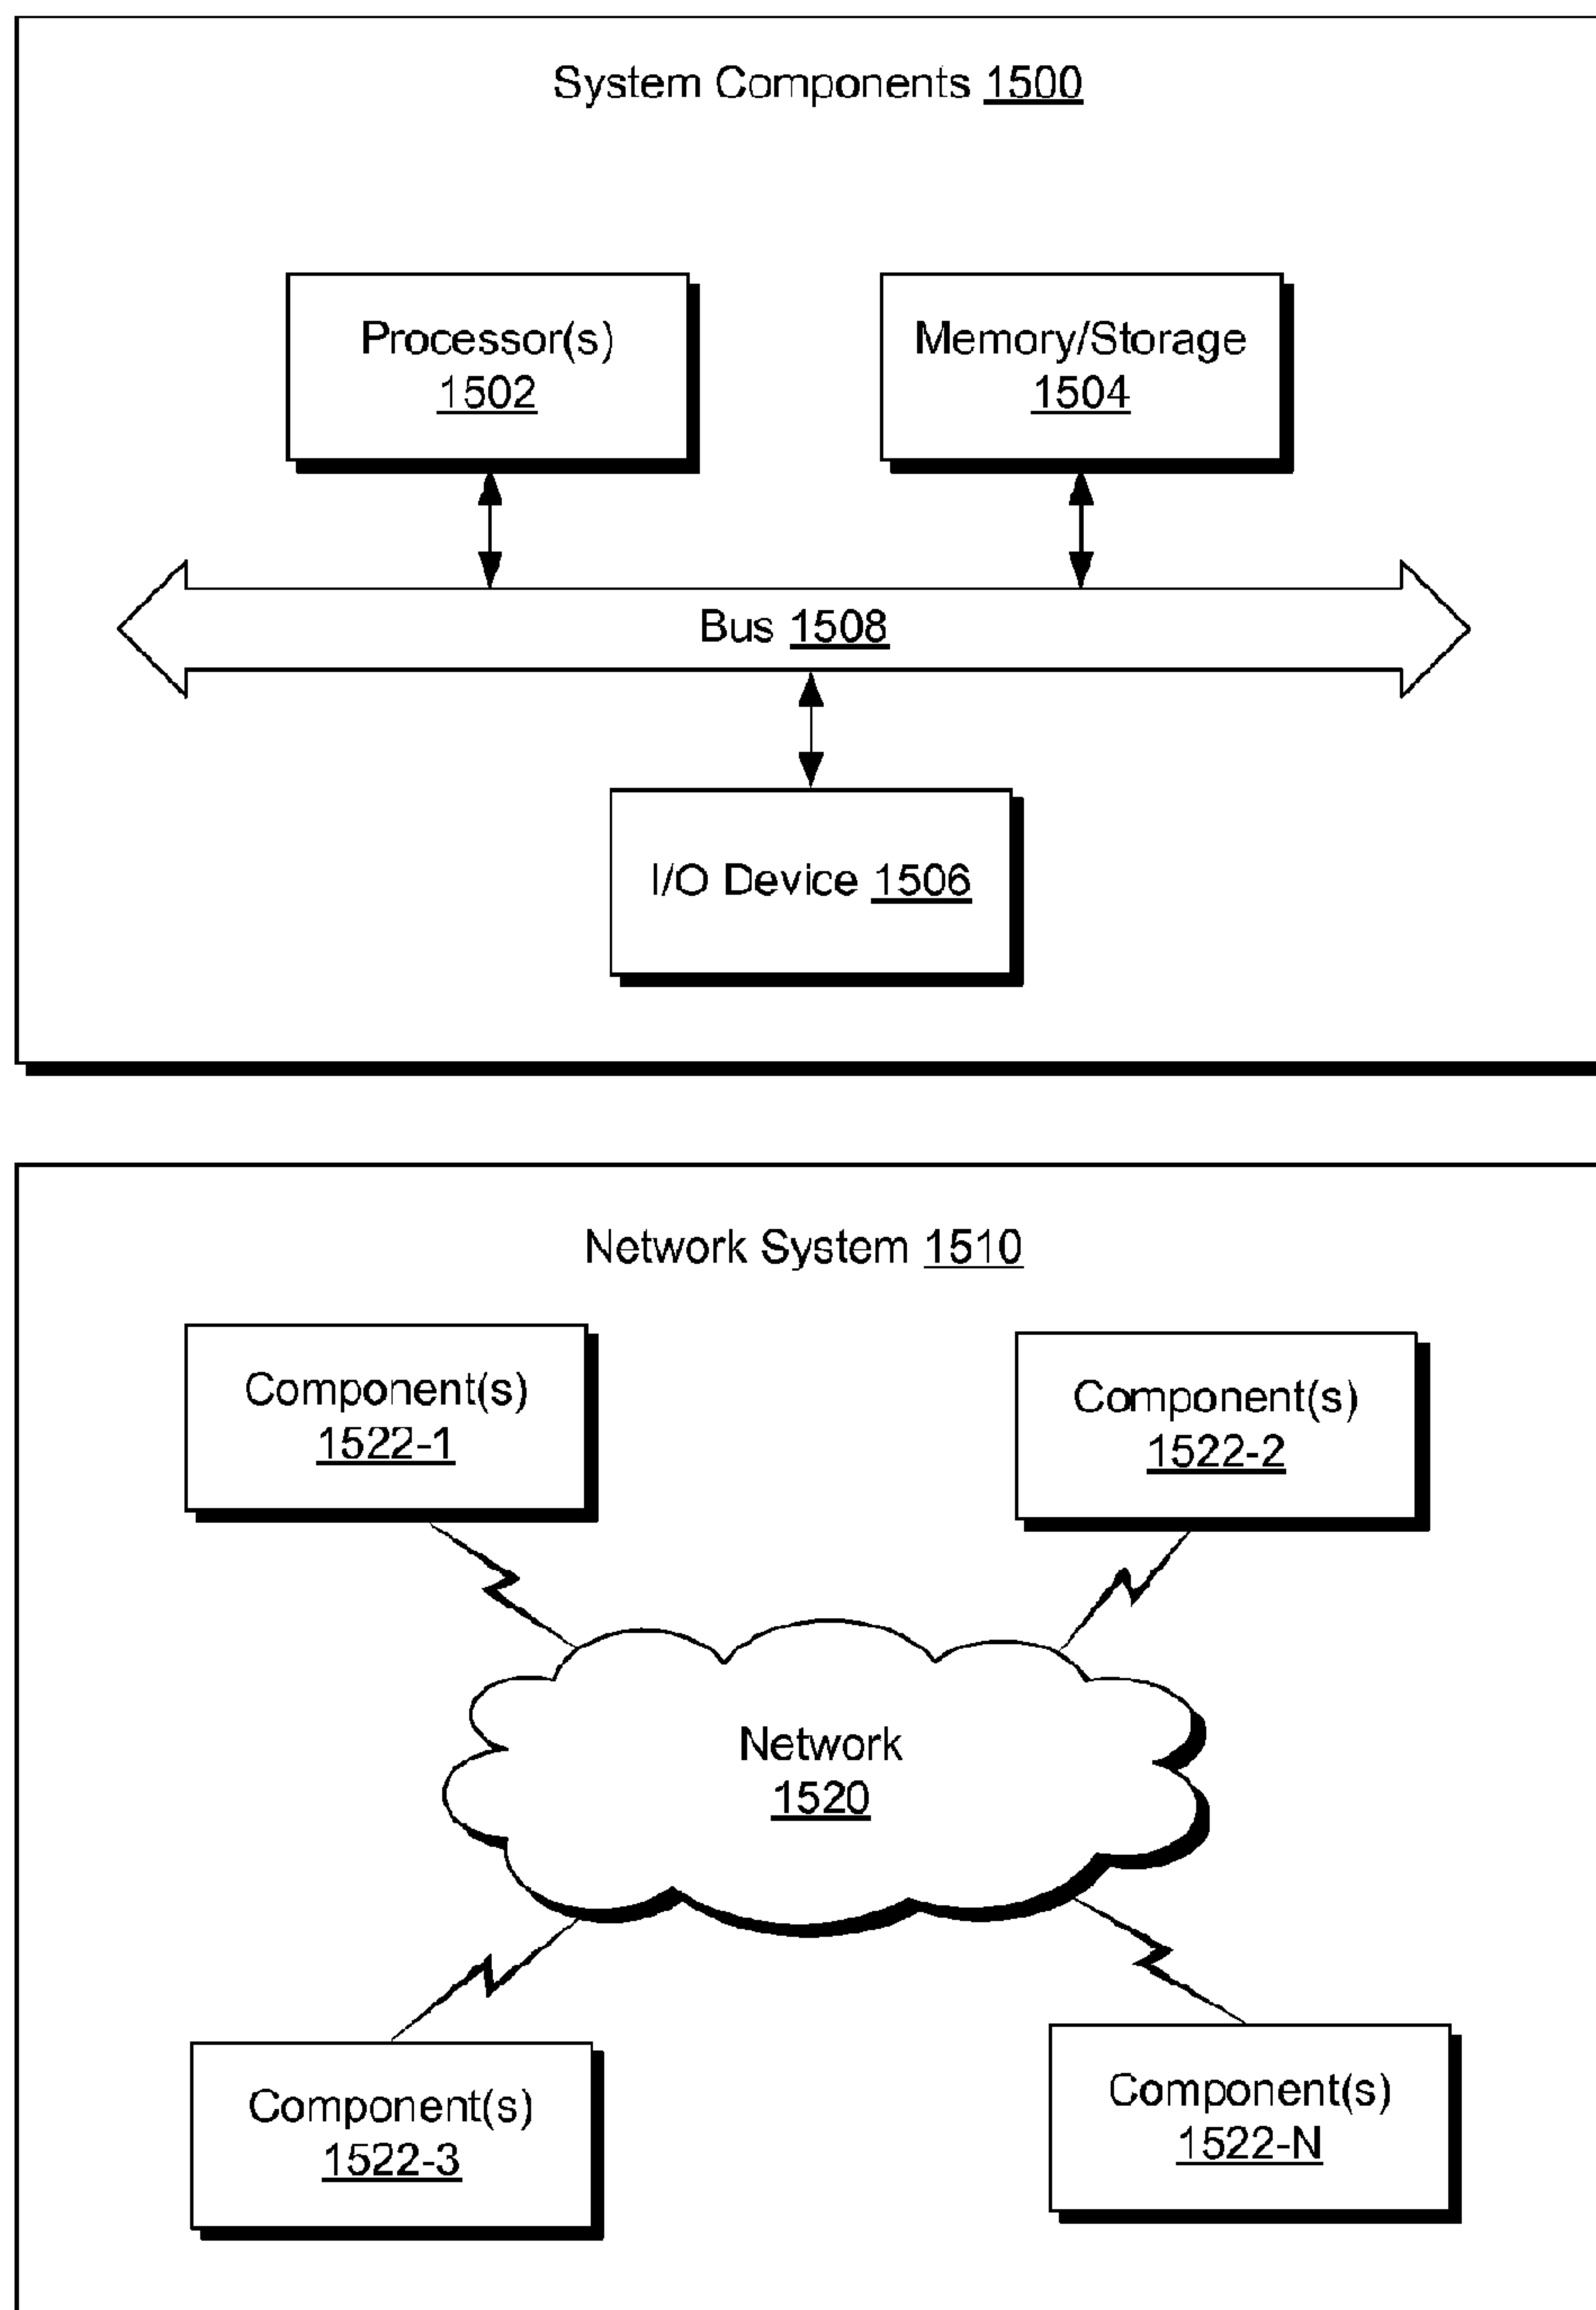 System Components 1500
Processor(s)
1502
Memory/Storage
1504
Bus 1508
I/O Device 1506
Network System 1510
Component(s)
1522-1
Component(s)
1522-2
Network
1520
Component(s)
1522-3
Component(s)
1522-N